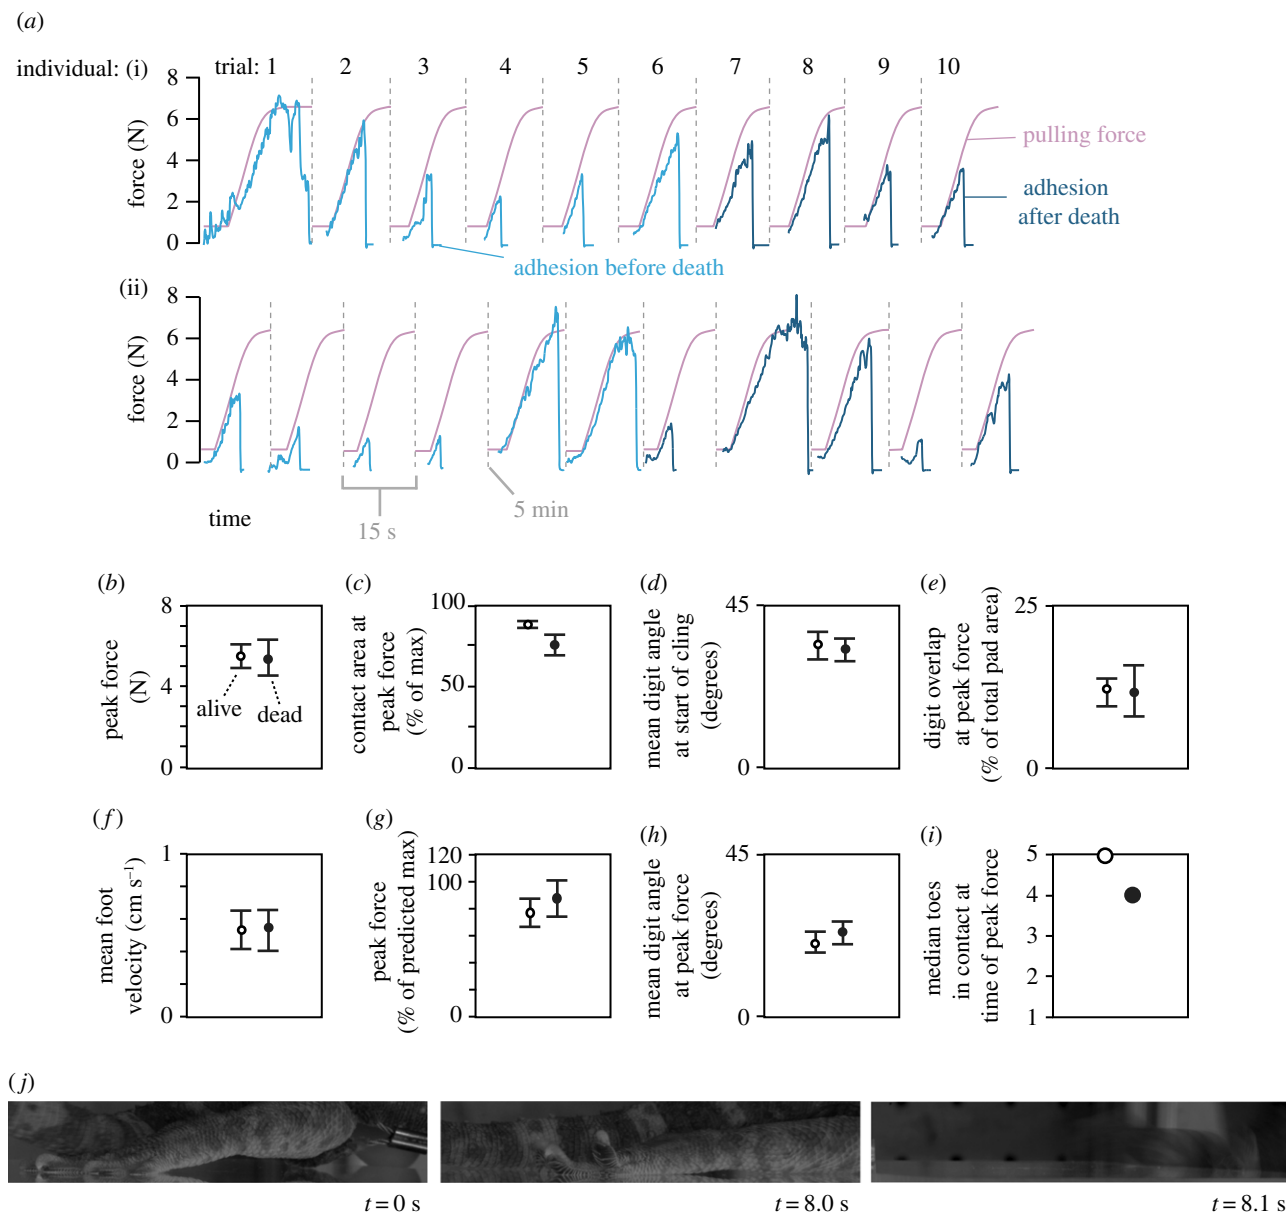 (a)
individual: (i) trial: 1 2 3 4 5 6 7 8 9 10
8
6
4
2
0
force (N)
pulling force
adhesion
after death
adhesion before death
(ii)
8
6
4
2
0
force (N)
time
15 s
5 min
(b)
8
4
0
peak force
(N)
alive
dead
(c)
100
50
0
contact area at
peak force
(% of max)
(d)
45
0
mean digit angle
at start of cling
(degrees)
(e)
25
0
digit overlap
at peak force
(% of total pad area)
(f)
1
0
mean foot
velocity (cm s⁻¹)
(g)
120
100
50
0
peak force
(% of predicted max)
(h)
45
0
mean digit angle
at peak force
(degrees)
(i)
5
4
3
2
1
median toes
in contact at
time of peak force
(j)
t = 0 s
t = 8.0 s
t = 8.1 s